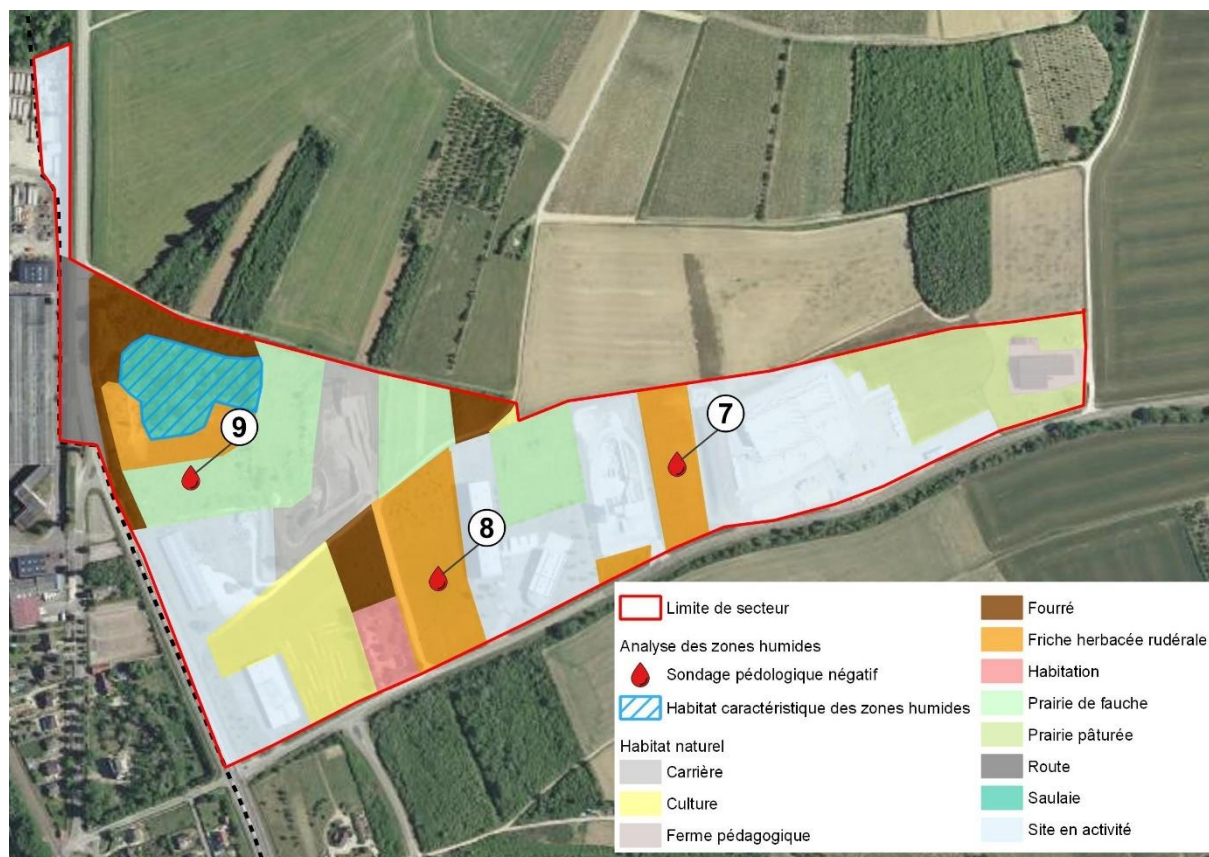 9
7
8
Limite de secteur
Analyse des zones humides
Sondage pédologique négatif
Habitat caractéristique des zones humides
Habitat naturel
Carrière
Culture
Ferme pédagogique
Fourré
Friche herbacée rudérale
Habitation
Prairie de fauche
Prairie pâturée
Route
Saulaie
Site en activité